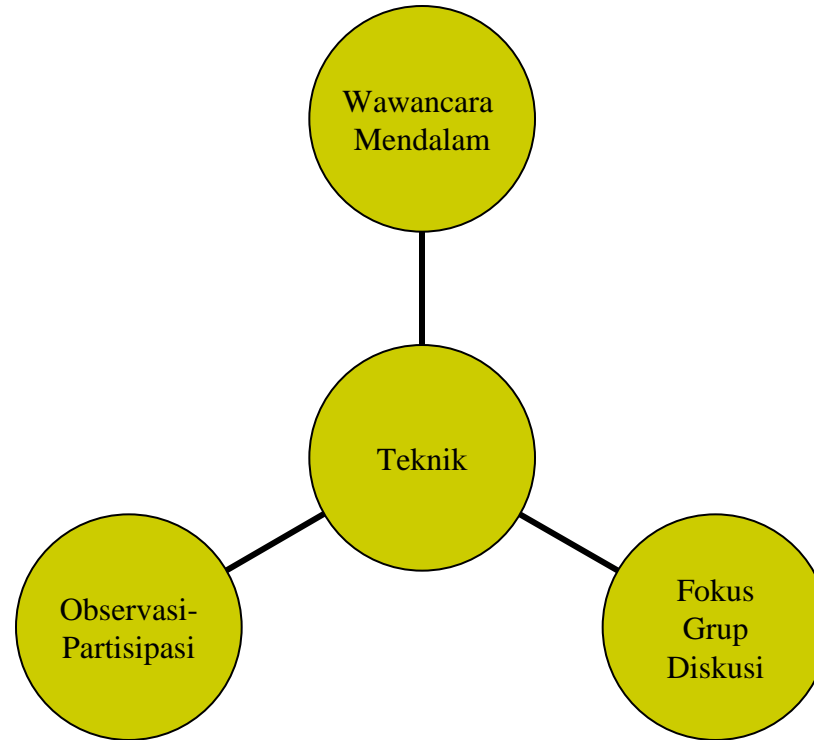 Wawancara
Mendalam
Teknik
Observasi-
Partisipasi
Fokus
Grup
Diskusi